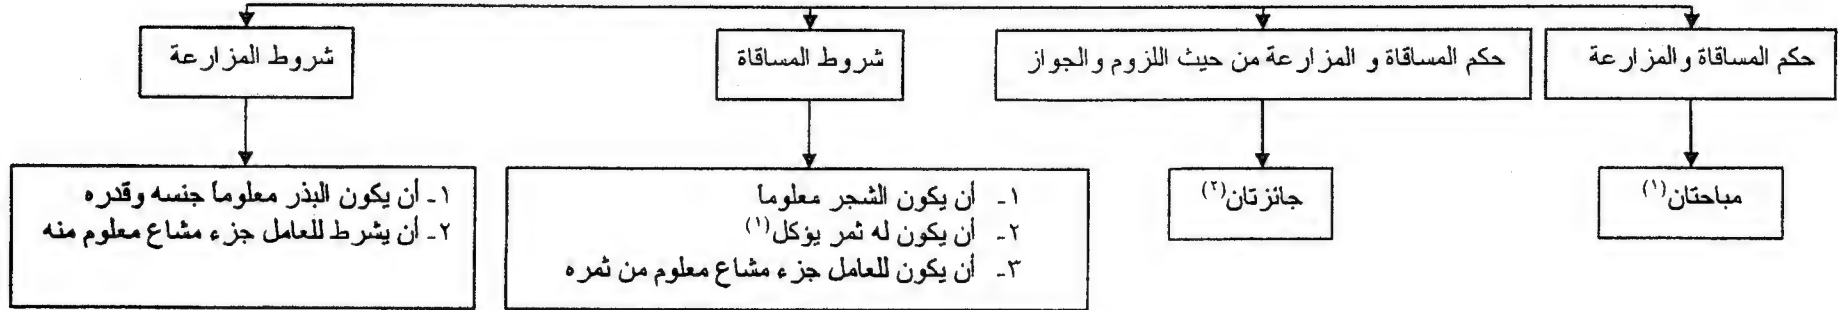 حكم المساقاة والمزارعة
حكم المساقاة و المزارعة من حيث اللزوم والجواز
شروط المساقاة
شروط المزارعة
مباحتان(١)
جائزتان(٢)
١- أن يكون الشجر معلوماً
٢- أن يكون له ثمر يؤكل(١)
٣- أن يكون للعامل جزء مشاع معلوم من ثمره
١- أن يكون البذر معلوماً جنسه وقدره
٢- أن يشرط للعامل جزء مشاع معلوم منه